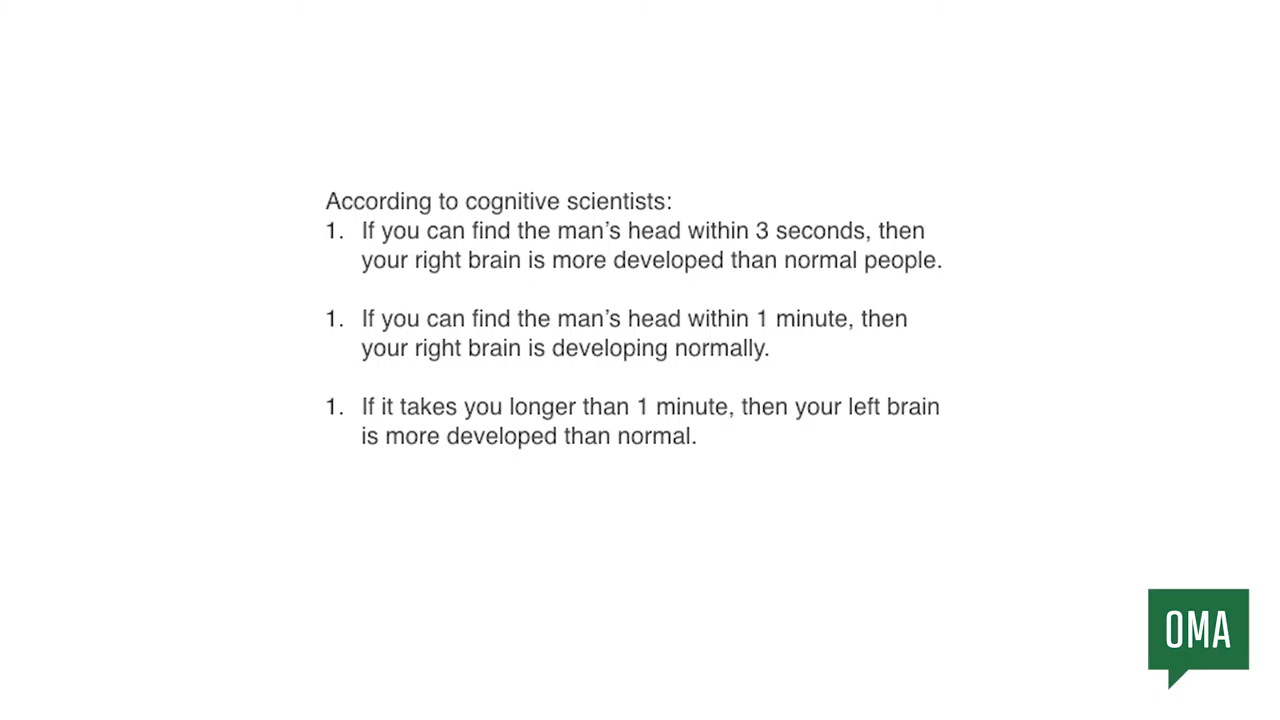 According to cognitive scientists:
1. If you can find the man's head within 3 seconds, then
your right brain is more developed than normal people.
1. If you can find the man's head within 1 minute, then
your right brain is developing normally.
1. If it takes you longer than 1 minute, then your left brain
is more developed than normal.
OMA